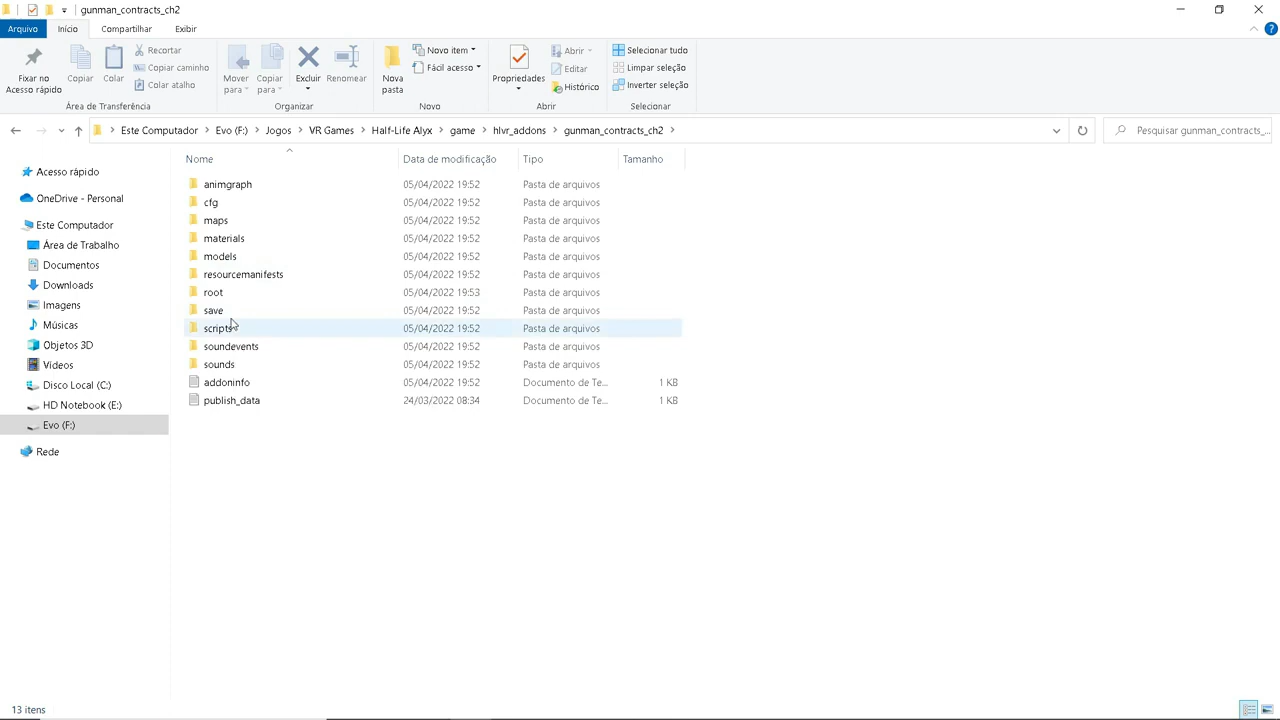 gunman_contracts_ch2
Arquivo Início Compartilhar Exibir
Fixar no Acesso rápido
Copiar
Colar
Recortar
Copiar caminho
Colar atalho
Área de Transferência
Mover para
Copiar para
Excluir
Renomear
Organizar
Nova pasta
Novo item
Fácil acesso
Novo
Propriedades
Abrir
Editar
Histórico
Abrir
Selecionar tudo
Limpar seleção
Inverter seleção
Selecionar
Este Computador > Evo (F:) > Jogos > VR Games > Half-Life Alyx > game > hlvr_addons > gunman_contracts_ch2 >
Pesquisar gunman_contracts_...
Acesso rápido
OneDrive - Personal
Este Computador
Área de Trabalho
Documentos
Downloads
Imagens
Músicas
Objetos 3D
Vídeos
Disco Local (C:)
HD Notebook (E:)
Evo (F:)
Rede
Nome Data de modificação Tipo Tamanho
animgraph 05/04/2022 19:52 Pasta de arquivos
cfg 05/04/2022 19:52 Pasta de arquivos
maps 05/04/2022 19:52 Pasta de arquivos
materials 05/04/2022 19:52 Pasta de arquivos
models 05/04/2022 19:52 Pasta de arquivos
resourcemanifests 05/04/2022 19:52 Pasta de arquivos
root 05/04/2022 19:53 Pasta de arquivos
save 05/04/2022 19:52 Pasta de arquivos
scripts 05/04/2022 19:52 Pasta de arquivos
soundevents 05/04/2022 19:52 Pasta de arquivos
sounds 05/04/2022 19:52 Pasta de arquivos
addoninfo 05/04/2022 19:52 Documento de Te... 1 KB
publish_data 24/03/2022 08:34 Documento de Te... 1 KB
13 itens